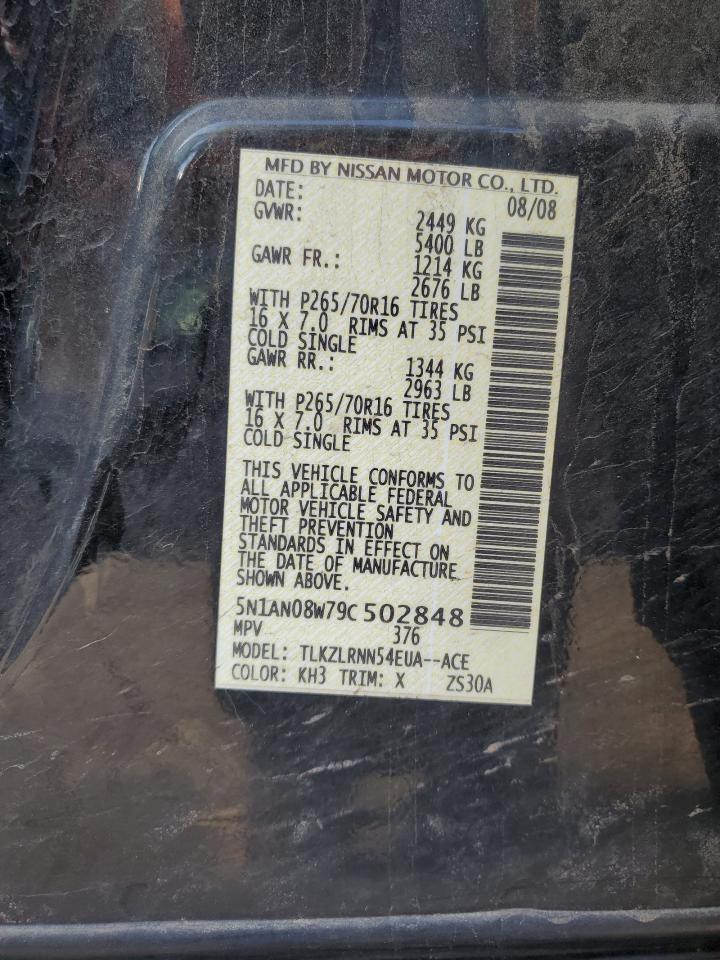 MFD BY NISSAN MOTOR CO., LTD.
DATE: 08/08
GVWR: 2449 KG
5400 LB
GAWR FR.: 1214 KG
2676 LB
WITH P265/70R16 TIRES
16 X 7.0 RIMS AT 35 PSI
COLD SINGLE
GAWR RR.: 1344 KG
2963 LB
WITH P265/70R16 TIRES
16 X 7.0 RIMS AT 35 PSI
COLD SINGLE
THIS VEHICLE CONFORMS TO
ALL APPLICABLE FEDERAL
MOTOR VEHICLE SAFETY AND
THEFT PREVENTION
STANDARDS IN EFFECT ON
THE DATE OF MANUFACTURE
SHOWN ABOVE.
5N1AN08W79C502848
MPV 376
MODEL: TLKZLRNN54EUA--ACE
COLOR: KH3 TRIM: X ZS30A